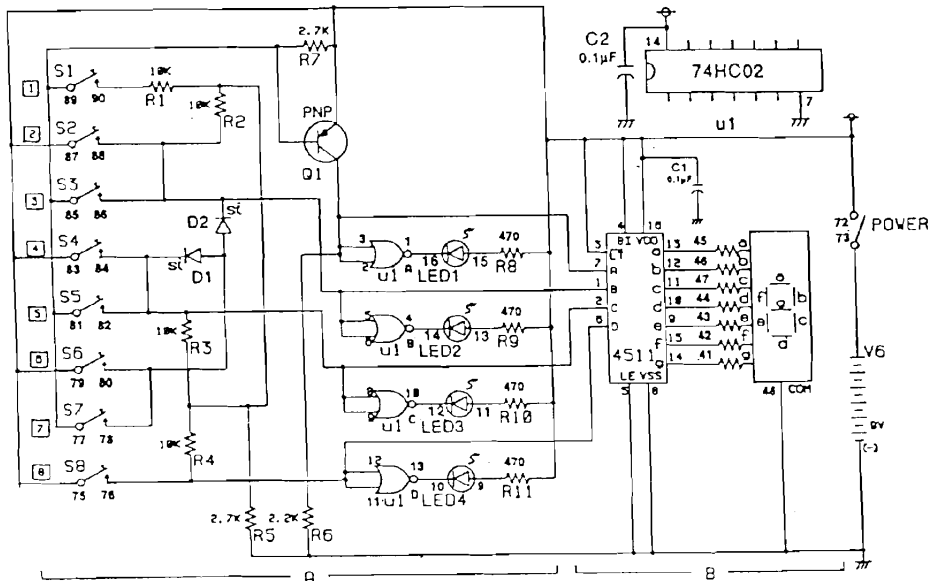 2.7K
R7
C2
0.1µF
14
74HC02
7
u1
1
S1
89 90
10K
R1
10K
R2
PNP
Q1
2
S2
87 88
3
S3
85 86
D2 si
4
S4
83 84
si D1
5
S5
81 82
10K
R3
6
S6
79 80
7
S7
77 78
10K
R4
8
S8
75 76
2.7K
R5
2.2K
R6
3
2
1
u1 A
16 15
LED1
470
R8
5
6
4
u1 B
14 13
LED2
470
R9
8
9
10
u1 C
12 11
LED3
470
R10
12
11
13
u1 D
10 9
LED4
470
R11
C1
0.1µF
4 16
BI VDD
3 LT
7 A
1 B
2 C
6 D
4511
LE VSS
5 8
a 13 45 a
b 12 46 b
c 11 47 c
d 10 44 d
e 9 43 e
f 15 42 f
g 14 41 g
a
f g b
e c
d
48 COM
72
73
POWER
V6
9V
(-)
A
B